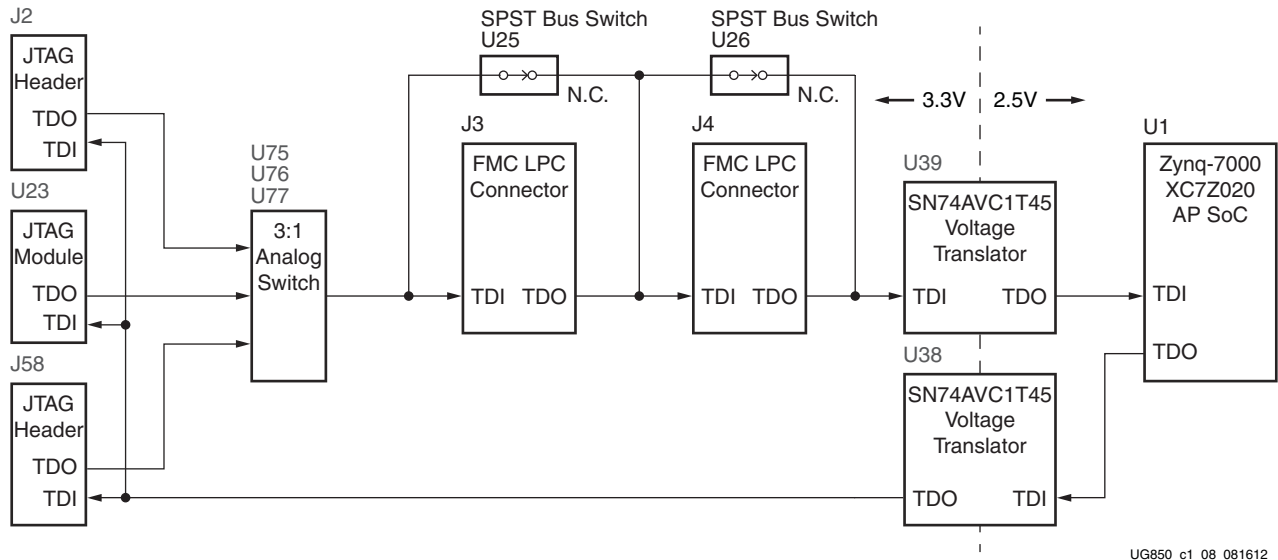 J2
JTAG
Header
TDO
TDI
U23
JTAG
Module
TDO
TDI
J58
JTAG
Header
TDO
TDI
U75
U76
U77
3:1
Analog
Switch
SPST Bus Switch
U25
N.C.
J3
FMC LPC
Connector
TDI TDO
SPST Bus Switch
U26
N.C.
J4
FMC LPC
Connector
TDI TDO
3.3V 2.5V
U39
SN74AVC1T45
Voltage
Translator
TDI TDO
U38
SN74AVC1T45
Voltage
Translator
TDO TDI
U1
Zynq-7000
XC7Z020
AP SoC
TDI
TDO
UG850_c1_08_081612